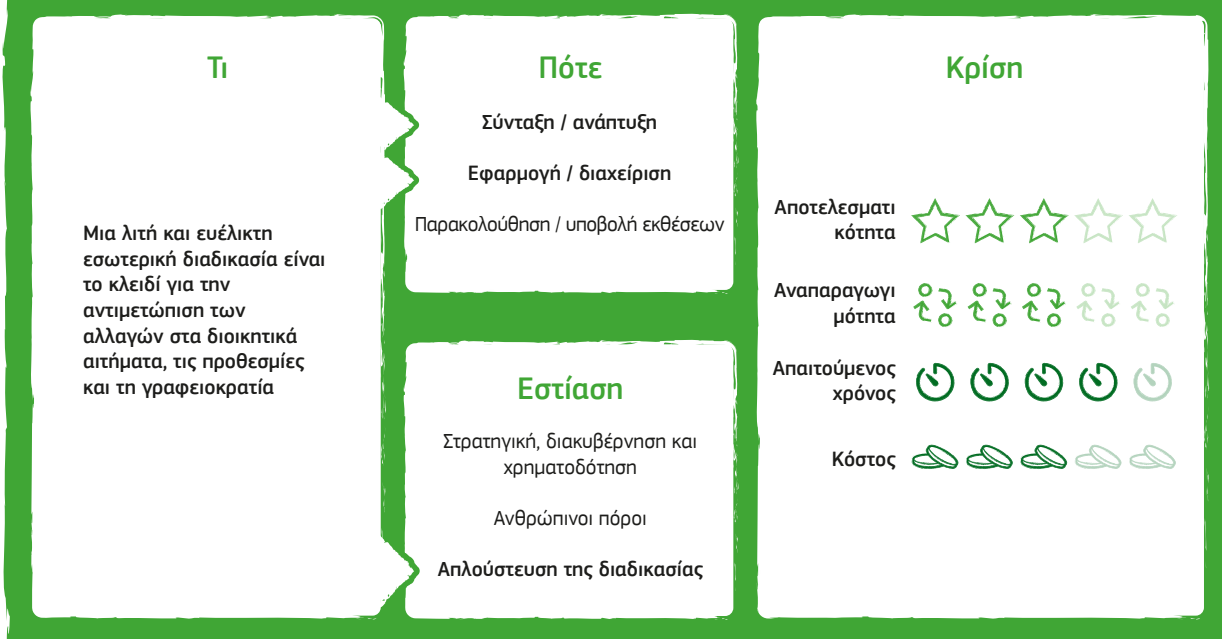 Τι
Μια λιτή και ευέλικτη
εσωτερική διαδικασία είναι
το κλειδί για την
αντιμετώπιση των
αλλαγών στα διοικητικά
αιτήματα, τις προθεσμίες
και τη γραφειοκρατία
Πότε
Σύνταξη / ανάπτυξη
Εφαρμογή / διαχείριση
Παρακολούθηση / υποβολή εκθέσεων
Εστίαση
Στρατηγική, διακυβέρνηση και
χρηματοδότηση
Ανθρώπινοι πόροι
Απλούστευση της διαδικασίας
Κρίση
Αποτελεσματι
κότητα
Αναπαραγωγι
μότητα
Απαιτούμενος
χρόνος
Κόστος